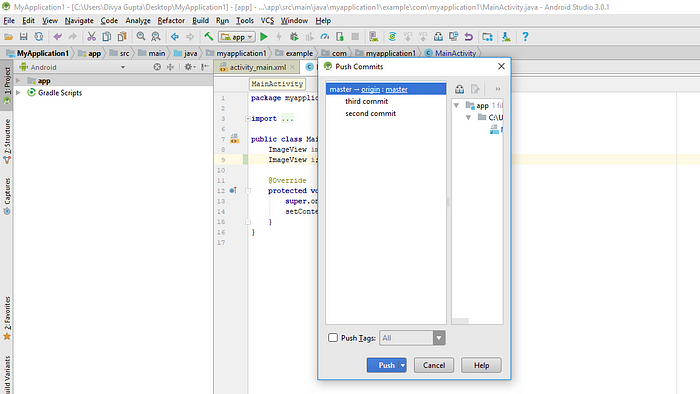 MyApplication1 - [C:\Users\Divya Gupta\Desktop\MyApplication1] - [app] - ...\app\src\main\java\myapplication1\example\com\myapplication1\MainActivity.java - Android Studio 3.0.1
File Edit View Navigate Code Analyze Refactor Build Run Tools VCS Window Help
app
MyApplication1 app src main java myapplication1 example com myapplication1 MainActivity
Android
activity_main.xml
1: Project
7: Structure
Captures
2: Favorites
app
Gradle Scripts
MainActivity
1 package myapplic
2
3 import ...
6
7 public class Mai
8 ImageView im
9 ImageView i
10
11 @Override
12 protected vo
13 super.on
14 setConte
15 }
16 }
17
Push Commits
master → origin : master
third commit
second commit
app 1 fil
C:\U
Push Tags: All
Push Cancel Help